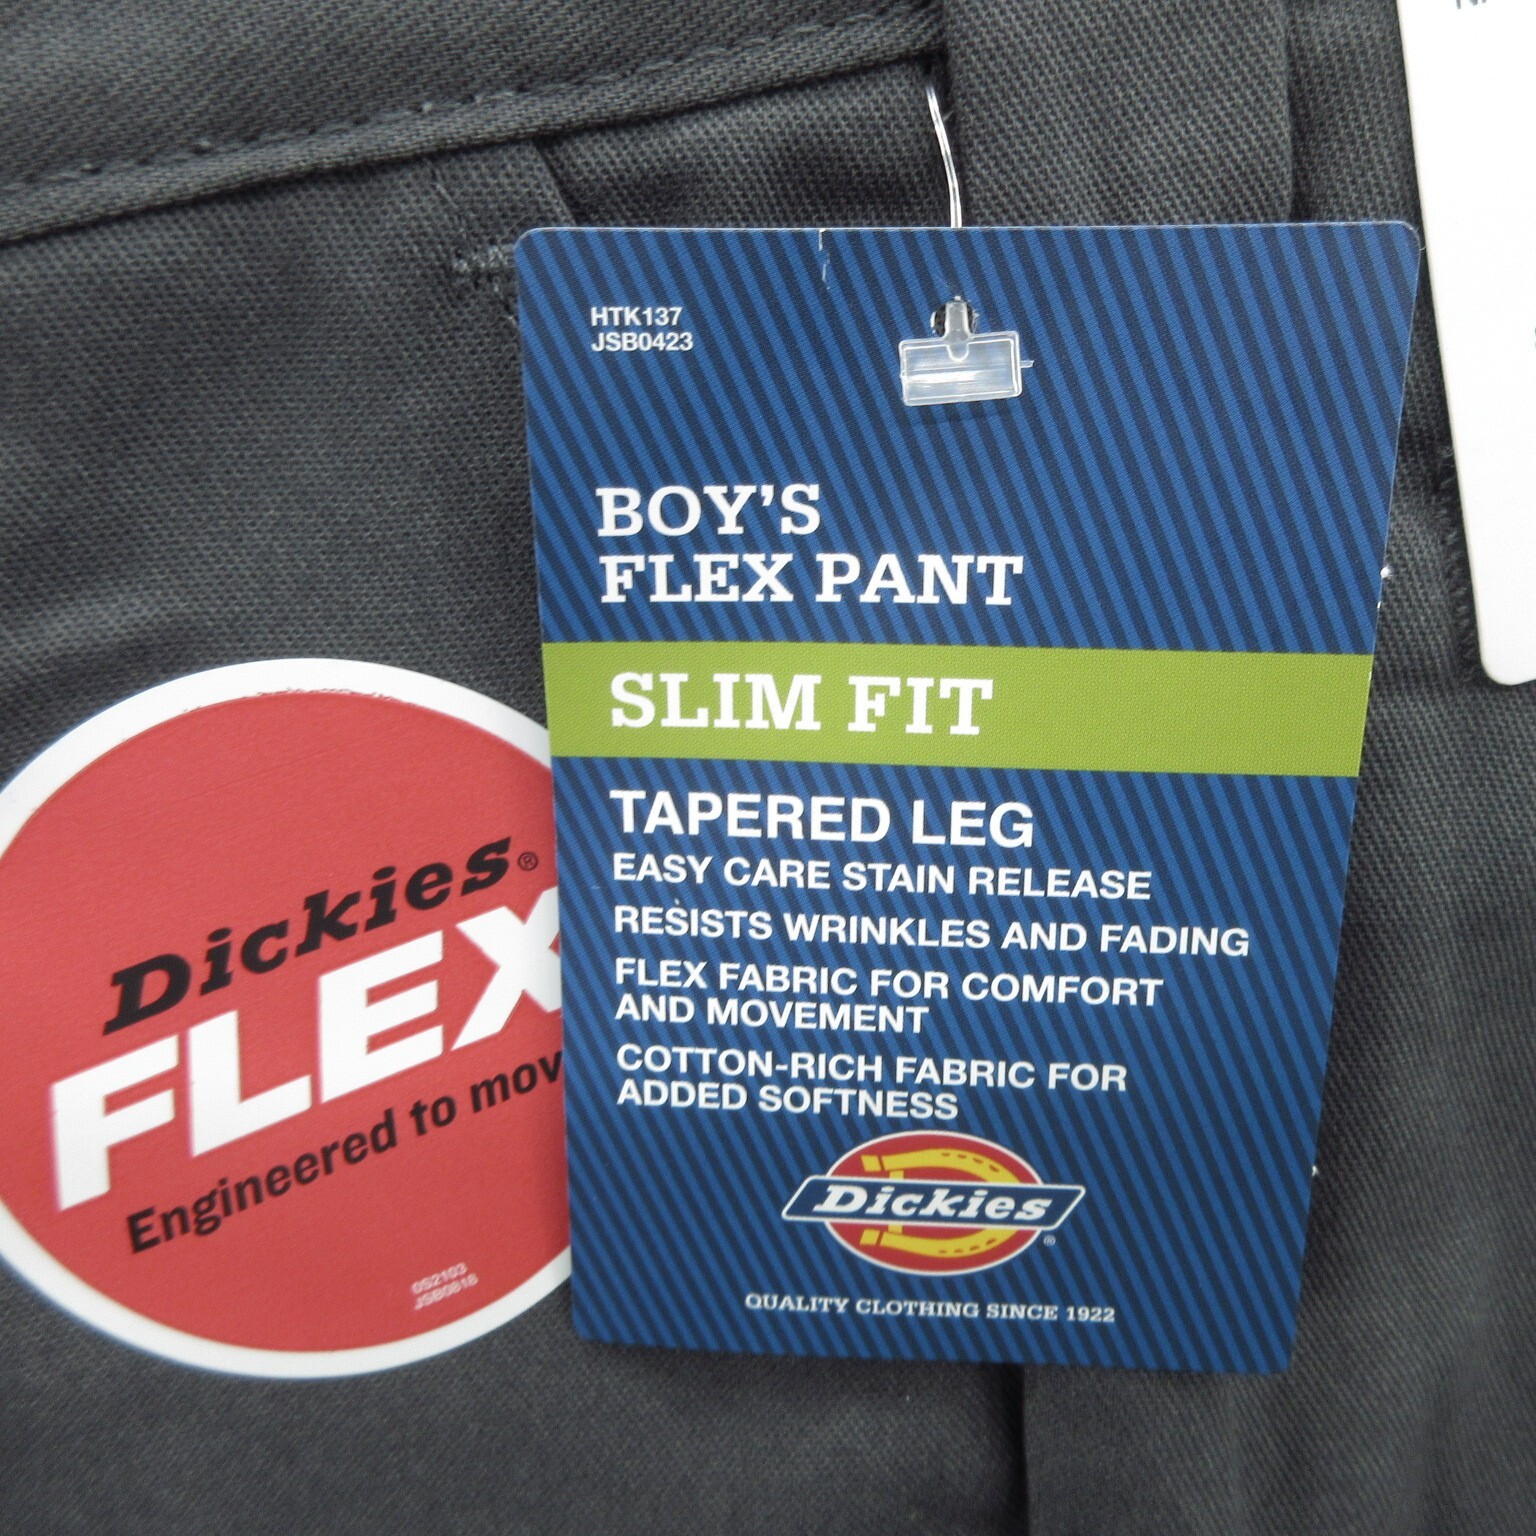 HTK137
JSB0423
BOY'S
FLEX PANT
SLIM FIT
TAPERED LEG
EASY CARE STAIN RELEASE
RESISTS WRINKLES AND FADING
FLEX FABRIC FOR COMFORT
AND MOVEMENT
COTTON-RICH FABRIC FOR
ADDED SOFTNESS
Dickies®
QUALITY CLOTHING SINCE 1922
Dickies®
FLEX
Engineered to mov
0S2103
JSB0818